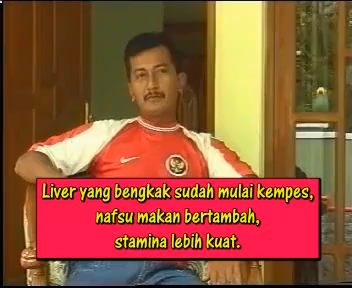 Liver yang bengkak sudah mulai kempes,
nafsu makan bertambah,
stamina lebih kuat.